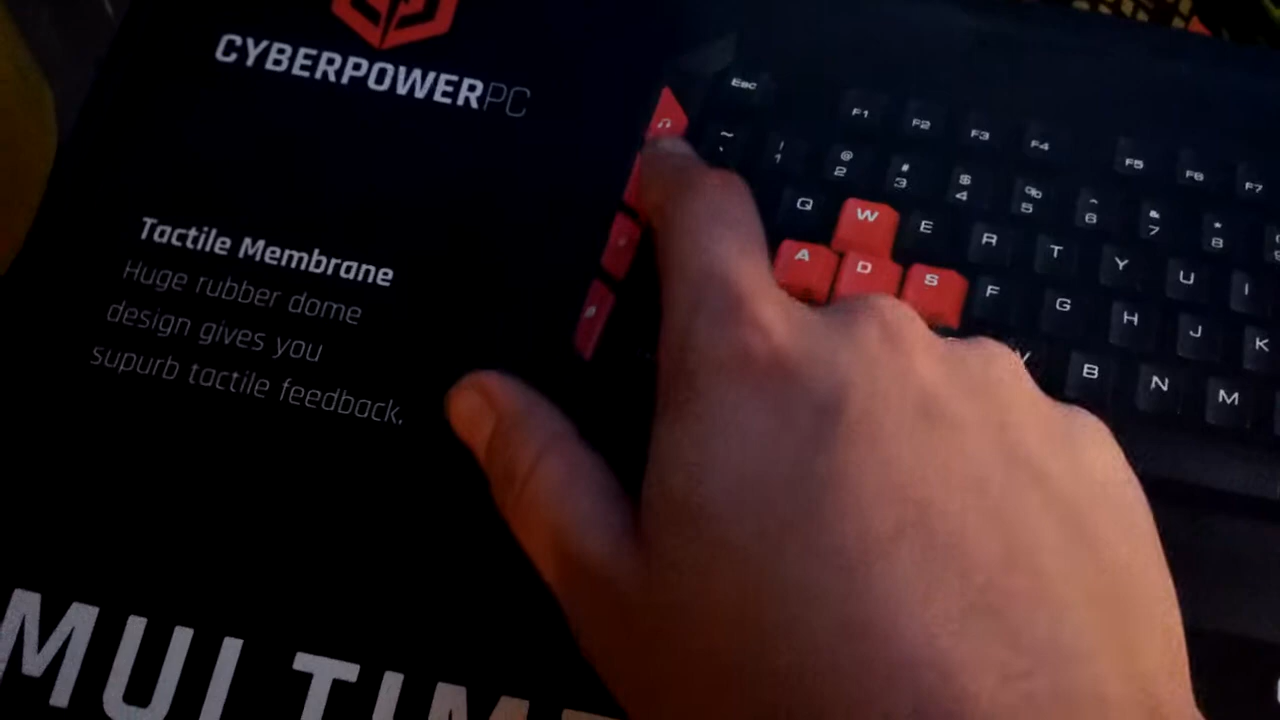 CYBERPOWERPC
Tactile Membrane
Huge rubber dome
design gives you
supurb tactile feedback.
MULTIM
Esc F1 F2 F3 F4 F5 F6 F7
~ ` ! 1 @ 2 # 3 $ 4 % 5 ^ 6 & 7 * 8
Q W E R T Y U I
A D S F G H J K
V B N M